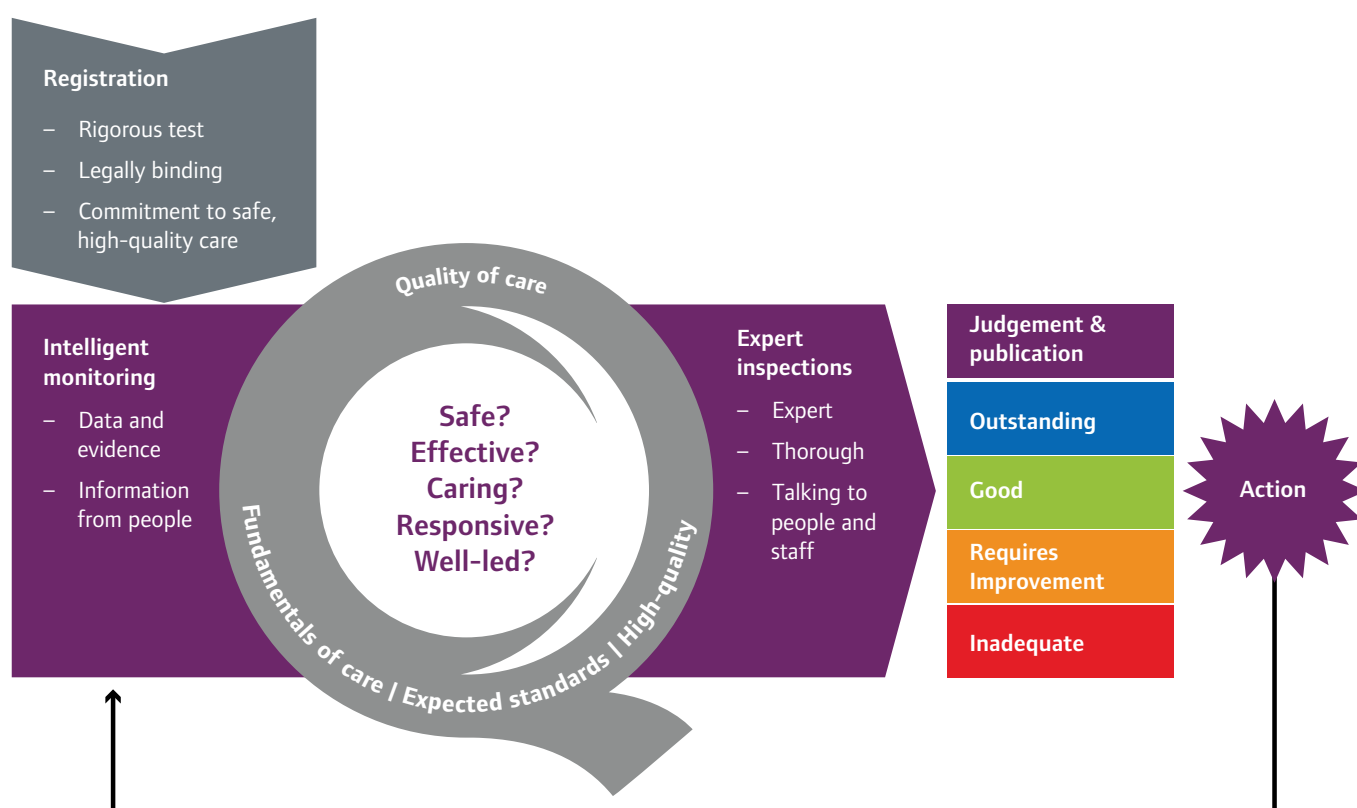 Registration
– Rigorous test
– Legally binding
– Commitment to safe,
high-quality care
Quality of care
Intelligent
monitoring
– Data and
evidence
– Information
from people
Safe?
Effective?
Caring?
Responsive?
Well-led?
Fundamentals of care | Expected standards | High-quality
Expert
inspections
– Expert
– Thorough
– Talking to
people and
staff
Judgement &
publication
Outstanding
Good
Requires
Improvement
Inadequate
Action